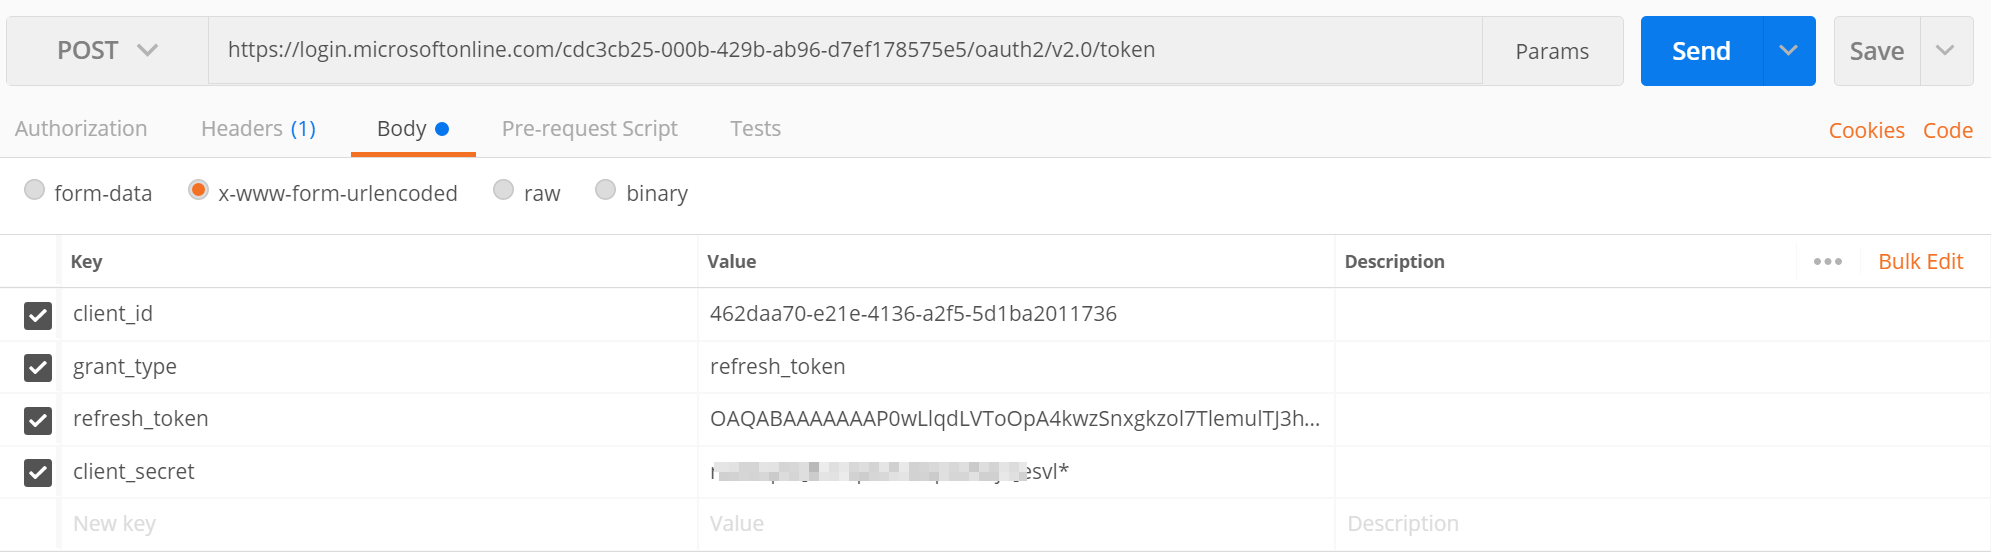 POST https://login.microsoftonline.com/cdc3cb25-000b-429b-ab96-d7ef178575e5/oauth2/v2.0/token Params Send Save
Authorization Headers (1) Body Pre-request Script Tests Cookies Code
form-data x-www-form-urlencoded raw binary
Key Value Description Bulk Edit
client_id 462daa70-e21e-4136-a2f5-5d1ba2011736
grant_type refresh_token
refresh_token OAQABAAAAAAAP0wLlqdLVToOpA4kwzSnxgkzol7TlemulTJ3h...
client_secret esvl*
New key Value Description